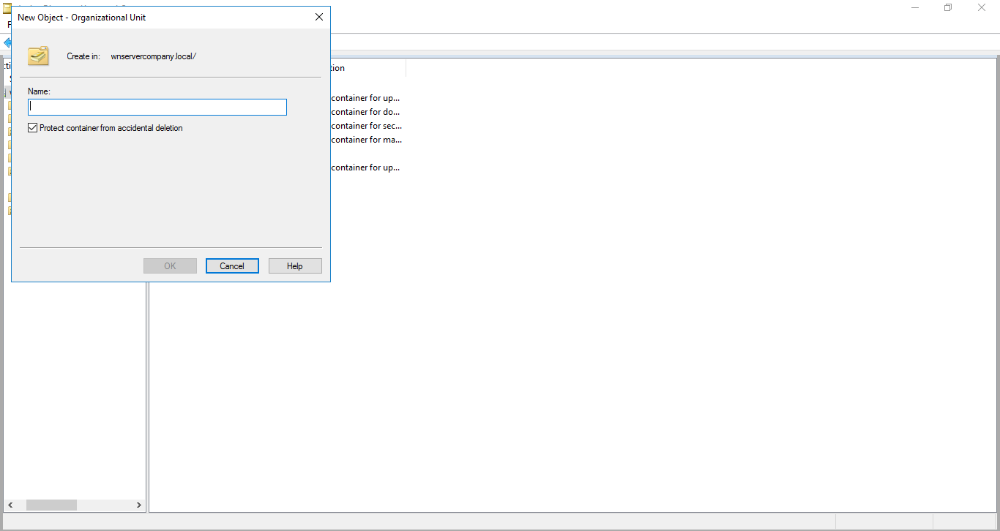 New Object - Organizational Unit
Create in: wnservercompany.local/
Name:
Protect container from accidental deletion
OK Cancel Help
tion
container for up...
container for do...
container for sec...
container for ma...
container for up...